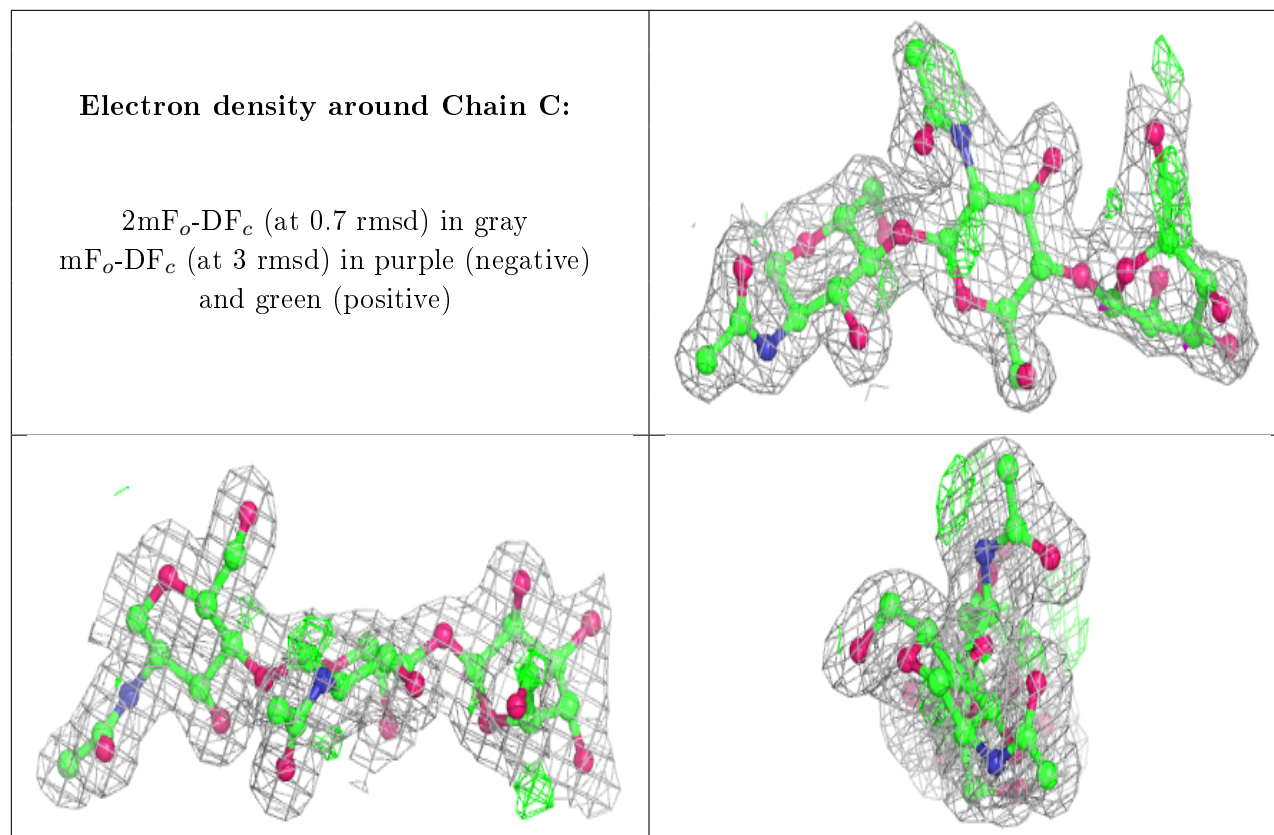 Electron density around Chain C:
2mFₒ-DF𝒸 (at 0.7 rmsd) in gray
mFₒ-DF𝒸 (at 3 rmsd) in purple (negative)
and green (positive)